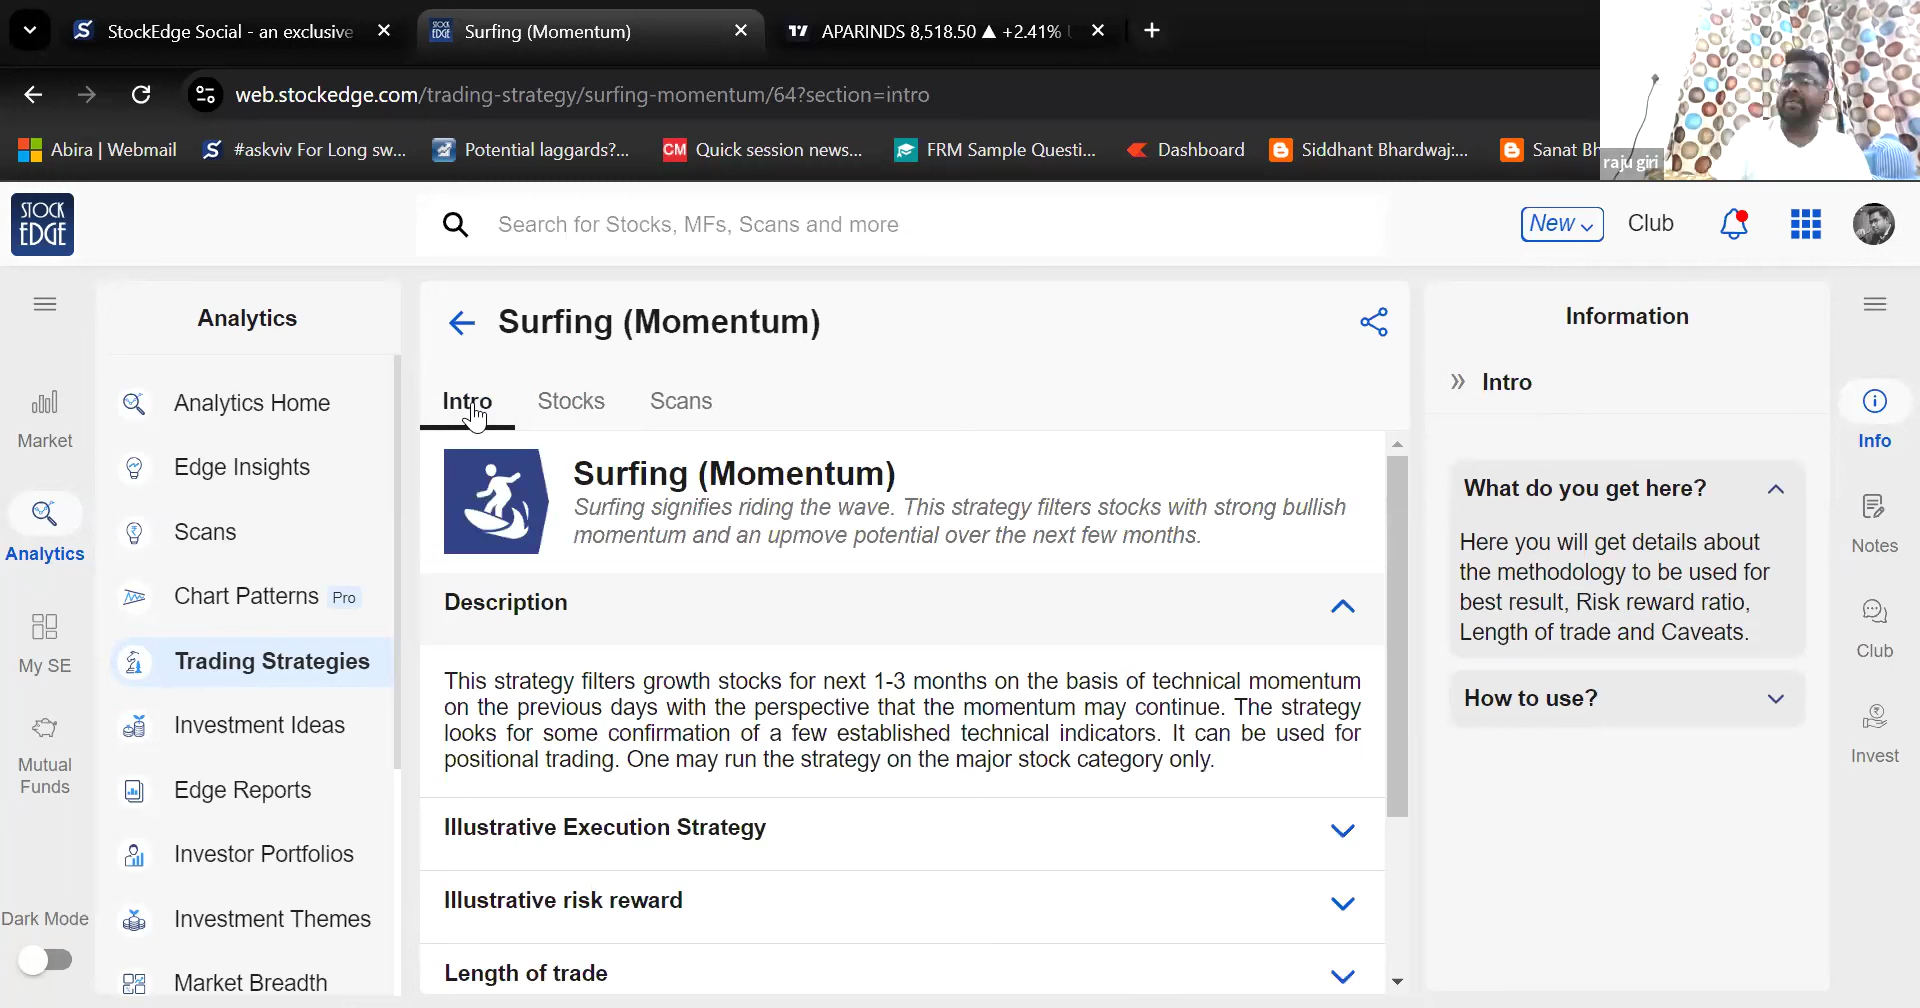 StockEdge Social - an exclusive
STOCK EDGE
Surfing (Momentum)
APARINDS 8,518.50 ▲ +2.41%
web.stockedge.com/trading-strategy/surfing-momentum/64?section=intro
Abira | Webmail
#askviv For Long sw...
Potential laggards?...
CM
Quick session news...
FRM Sample Questi...
Dashboard
Siddhant Bhardwaj:...
Sanat Bh
raju giri
STOCK
EDGE
Search for Stocks, MFs, Scans and more
New
Club
Market
Analytics
My SE
Mutual
Funds
Dark Mode
Analytics
Analytics Home
Edge Insights
Scans
Chart Patterns Pro
Trading Strategies
Investment Ideas
Edge Reports
Investor Portfolios
Investment Themes
Market Breadth
Surfing (Momentum)
Intro
Stocks
Scans
Surfing (Momentum)
Surfing signifies riding the wave. This strategy filters stocks with strong bullish
momentum and an upmove potential over the next few months.
Description
This strategy filters growth stocks for next 1-3 months on the basis of technical momentum
on the previous days with the perspective that the momentum may continue. The strategy
looks for some confirmation of a few established technical indicators. It can be used for
positional trading. One may run the strategy on the major stock category only.
Illustrative Execution Strategy
Illustrative risk reward
Length of trade
Information
» Intro
What do you get here?
Here you will get details about
the methodology to be used for
best result, Risk reward ratio,
Length of trade and Caveats.
How to use?
Info
Notes
Club
Invest